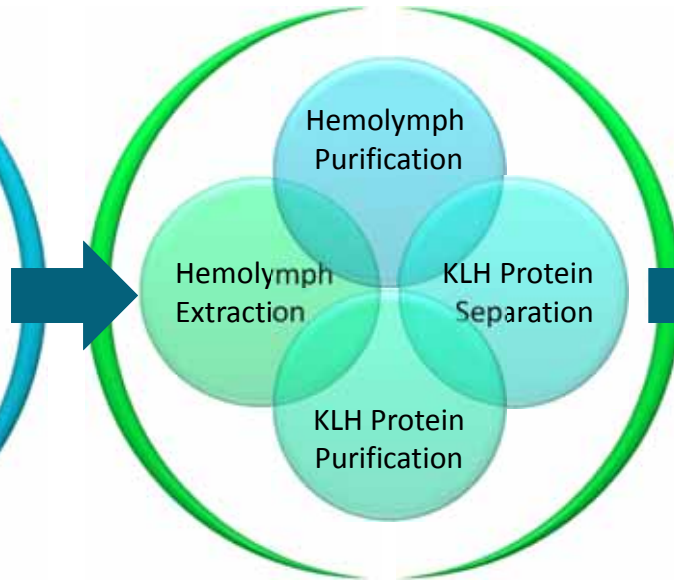 Hemolymph
Purification
Hemolymph
Extraction
KLH Protein
Separation
KLH Protein
Purification